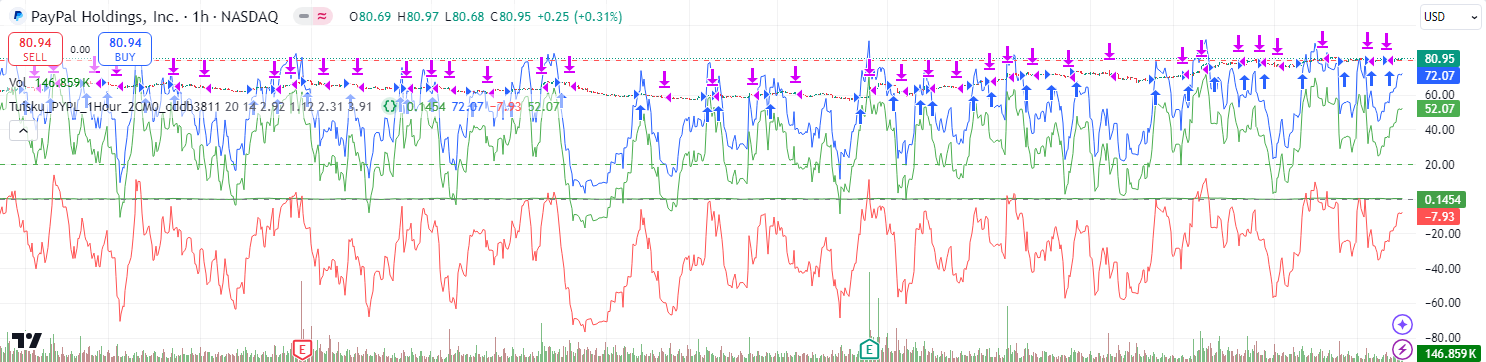 PayPal Holdings, Inc. · 1h · NASDAQ O80.69 H80.97 L80.68 C80.95 +0.25 (+0.31%) USD
80.94 0.00 80.94
SELL BUY
Vol 146.859 K
Tutsku_PYPL_1Hour_2CM0_cddb3811 20 14 2.92 1.12 2.31 3.91 0.1454 72.07 −7.93 52.07
80.95
72.07
60.00
52.07
40.00
20.00
0.1454
−7.93
−20.00
−40.00
−60.00
−80.00
E E
146.859 K